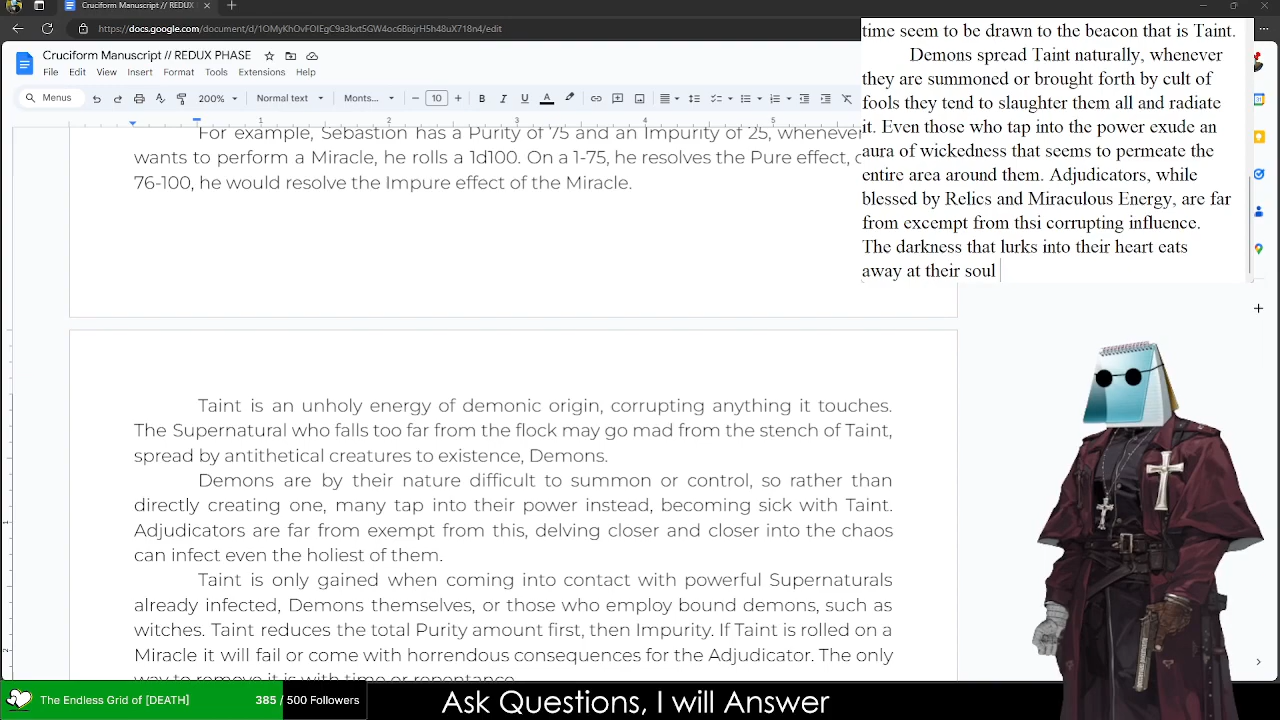 Cruciform Manuscript // REDUX
https://docs.google.com/document/d/1OMyKhOvFOlEgC9a3kxt5GW4oc6BixjrH5h48uX718n4/edit
Cruciform Manuscript // REDUX PHASE
File Edit View Insert Format Tools Extensions Help
Menus 200% Normal text Monts... 10 B I U A
1 2 3 4 5
For example, Sebastion has a Purity of 75 and an Impurity of 25, whenever
wants to perform a Miracle, he rolls a 1d100. On a 1-75, he resolves the Pure effect,
76-100, he would resolve the Impure effect of the Miracle.
Taint is an unholy energy of demonic origin, corrupting anything it touches.
The Supernatural who falls too far from the flock may go mad from the stench of Taint,
spread by antithetical creatures to existence, Demons.
Demons are by their nature difficult to summon or control, so rather than
directly creating one, many tap into their power instead, becoming sick with Taint.
Adjudicators are far from exempt from this, delving closer and closer into the chaos
can infect even the holiest of them.
Taint is only gained when coming into contact with powerful Supernaturals
already infected, Demons themselves, or those who employ bound demons, such as
witches. Taint reduces the total Purity amount first, then Impurity. If Taint is rolled on a
Miracle it will fail or come with horrendous consequences for the Adjudicator. The only
way to remove it is with time or repentance.
time seem to be drawn to the beacon that is Taint.
Demons spread Taint naturally, whenever
they are summoned or brought forth by cult of
fools they tend to slaughter them all and radiate
it. Even those who tap into the power exude an
aura of wickedness that seems to permeate the
entire area around them. Adjudicators, while
blessed by Relics and Miraculous Energy, are far
from excempt from thsi corrupting influence.
The darkness that lurks into their heart eats
away at their soul
The Endless Grid of [DEATH] 385 / 500 Followers
Ask Questions, I will Answer